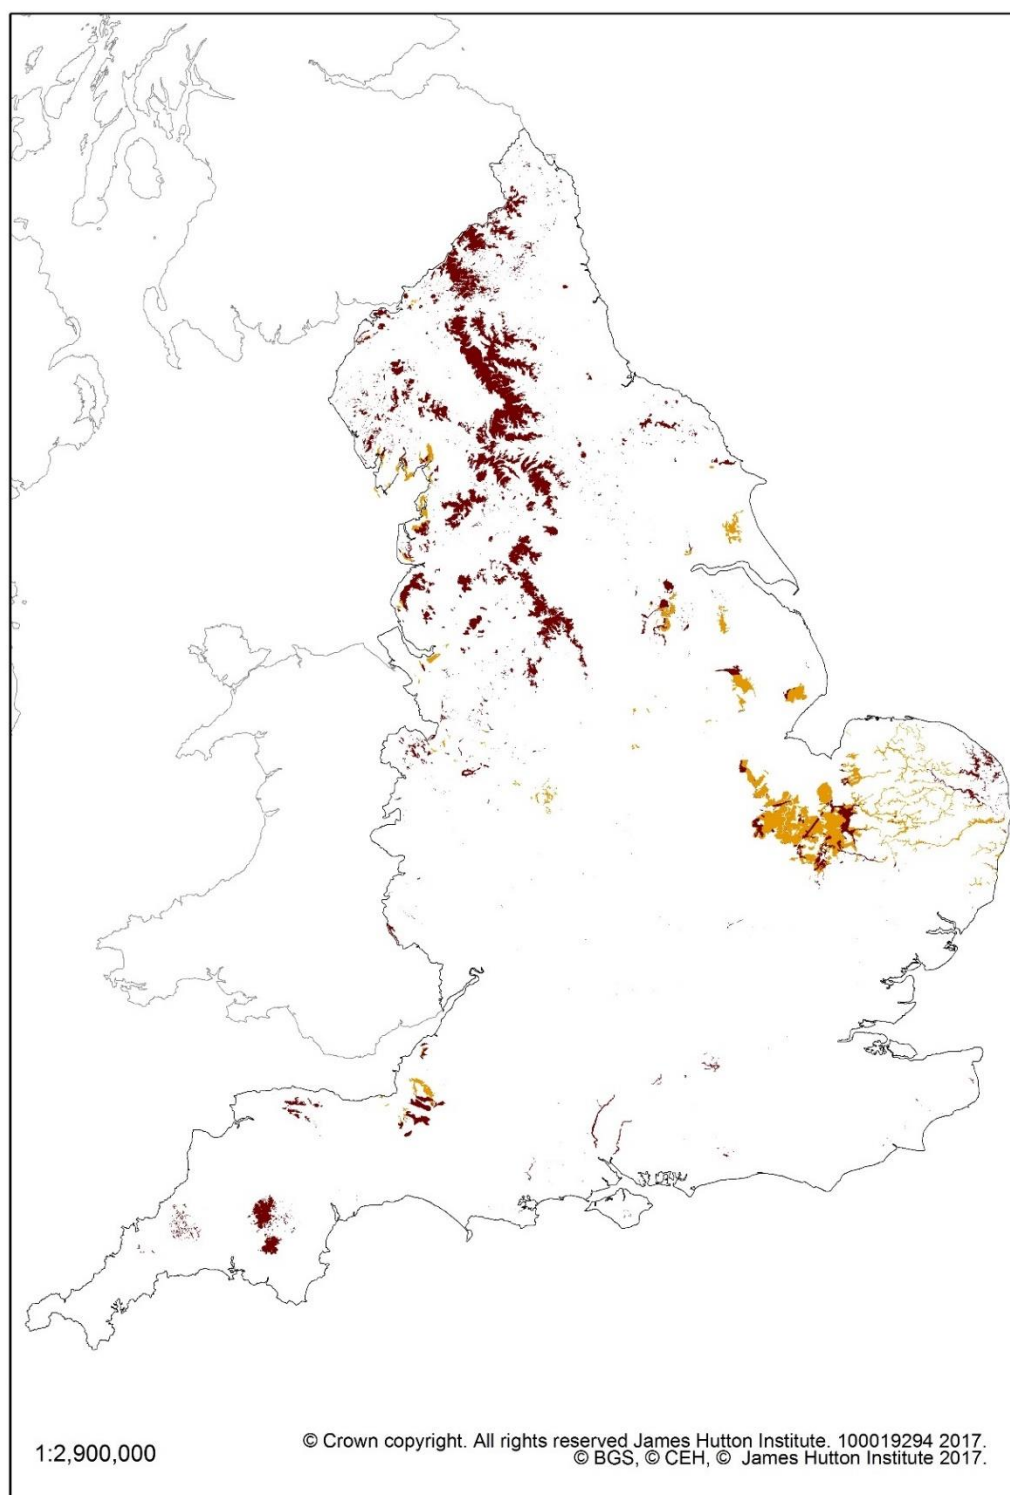 1:2,900,000
© Crown copyright. All rights reserved James Hutton Institute. 100019294 2017.
© BGS, © CEH, © James Hutton Institute 2017.